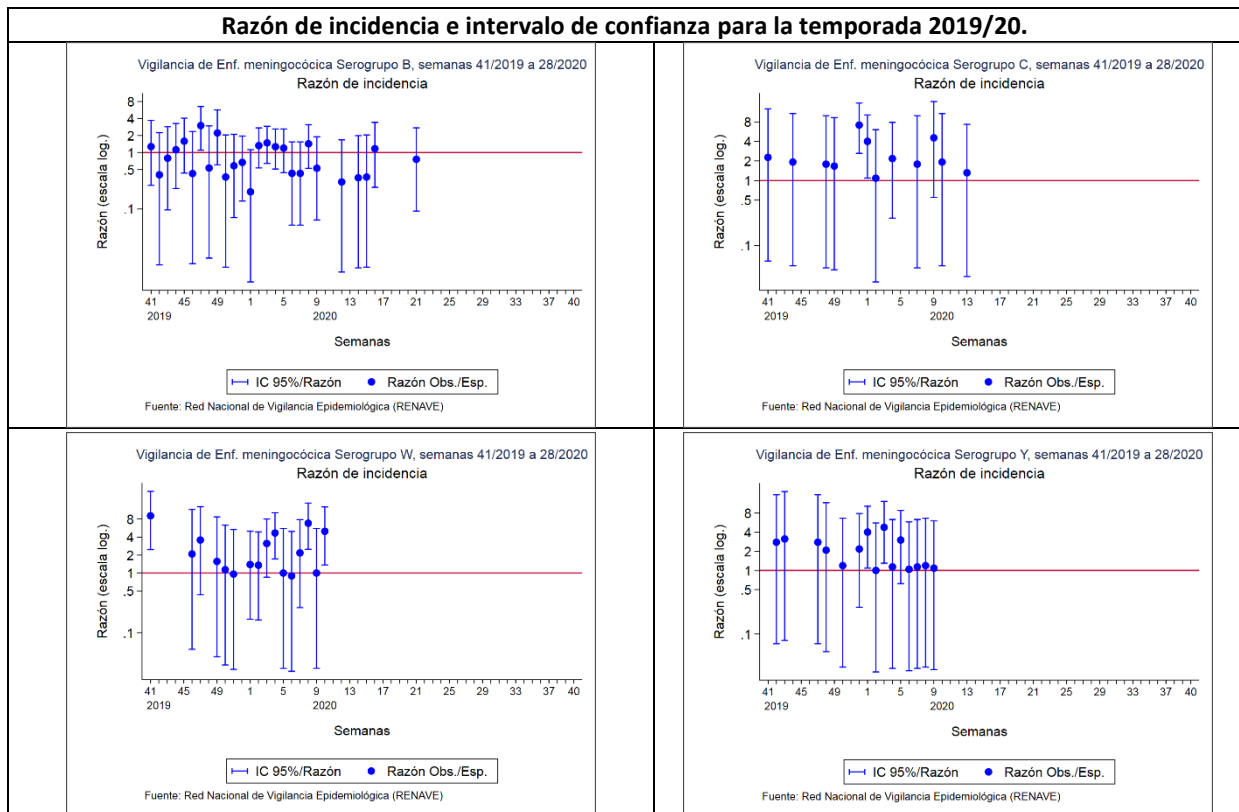 Razón de incidencia e intervalo de confianza para la temporada 2019/20.
Vigilancia de Enf. meningocócica Serogrupo B, semanas 41/2019 a 28/2020
Razón de incidencia
Razón (escala log.)
8
4
2
1
.5
.1
41 45 49 1 5 9 13 17 21 25 29 33 37 40
2019 2020
Semanas
IC 95%/Razón Razón Obs./Esp.
Fuente: Red Nacional de Vigilancia Epidemiológica (RENAVE)
Vigilancia de Enf. meningocócica Serogrupo C, semanas 41/2019 a 28/2020
Razón de incidencia
Razón (escala log.)
8
4
2
1
.5
.1
41 45 49 1 5 9 13 17 21 25 29 33 37 40
2019 2020
Semanas
IC 95%/Razón Razón Obs./Esp.
Fuente: Red Nacional de Vigilancia Epidemiológica (RENAVE)
Vigilancia de Enf. meningocócica Serogrupo W, semanas 41/2019 a 28/2020
Razón de incidencia
Razón (escala log.)
8
4
2
1
.5
.1
41 45 49 1 5 9 13 17 21 25 29 33 37 40
2019 2020
Semanas
IC 95%/Razón Razón Obs./Esp.
Fuente: Red Nacional de Vigilancia Epidemiológica (RENAVE)
Vigilancia de Enf. meningocócica Serogrupo Y, semanas 41/2019 a 28/2020
Razón de incidencia
Razón (escala log.)
8
4
2
1
.5
.1
41 45 49 1 5 9 13 17 21 25 29 33 37 40
2019 2020
Semanas
IC 95%/Razón Razón Obs./Esp.
Fuente: Red Nacional de Vigilancia Epidemiológica (RENAVE)